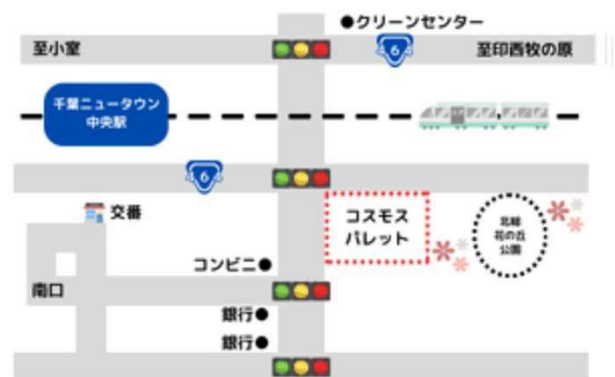 ●クリーンセンター
至小室
6
至印西牧の原
千葉ニュータウン
中央駅
6
交番
コスモス
パレット
北総
花の丘
公園
コンビニ●
南口
銀行●
銀行●